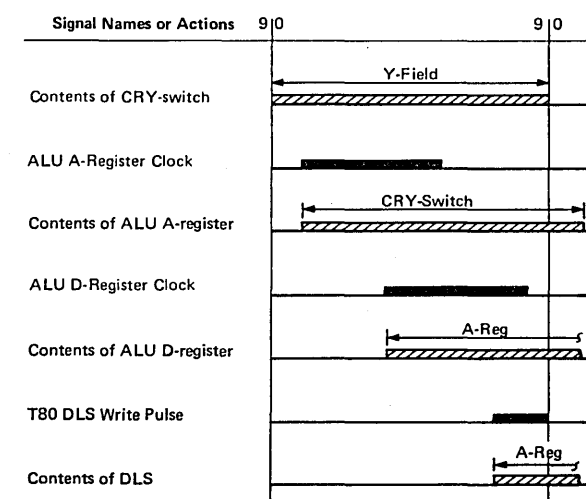 Signal Names or Actions 9 0 9 0
Y-Field
Contents of CRY-switch
ALU A-Register Clock
CRY-Switch
Contents of ALU A-register
ALU D-Register Clock
A-Reg
Contents of ALU D-register
T80 DLS Write Pulse
A-Reg
Contents of DLS